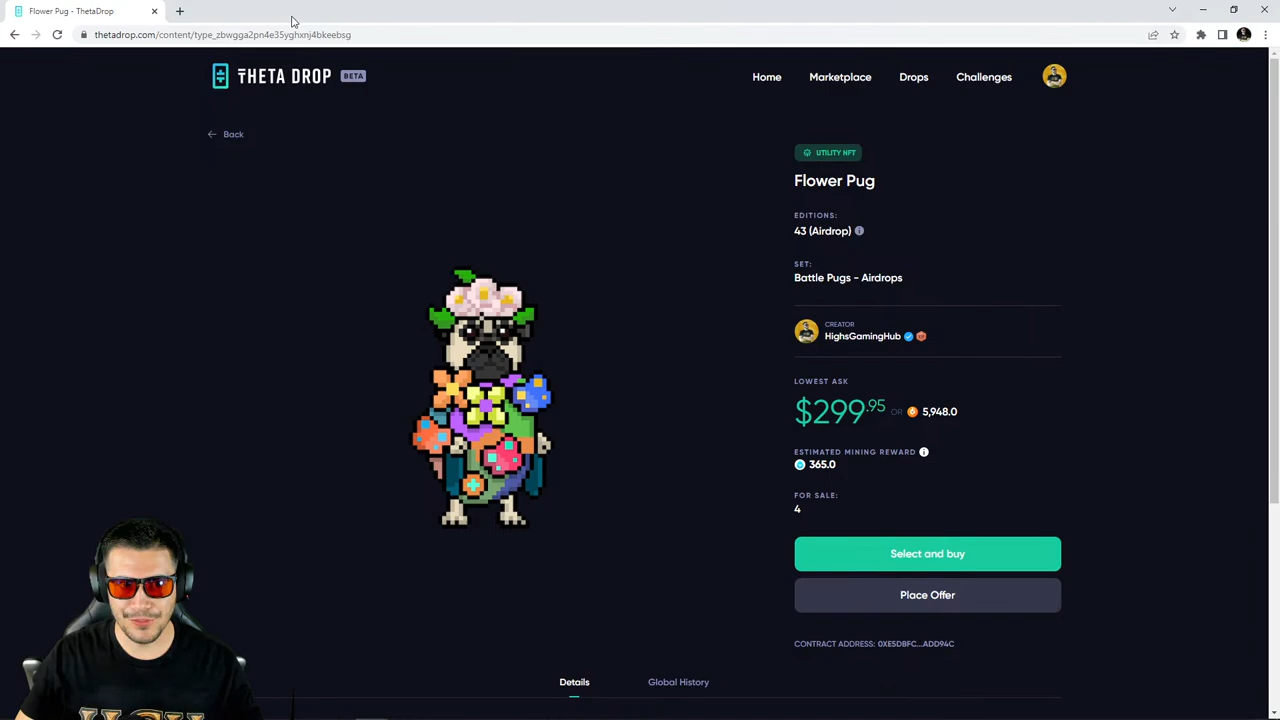 Flower Pug - ThetaDrop
thetadrop.com/content/type_zbwgga2pn4e35yghxnj4bkeebsg
THETA DROP BETA
Home Marketplace Drops Challenges
Back
UTILITY NFT
Flower Pug
EDITIONS:
43 (Airdrop)
SET:
Battle Pugs - Airdrops
CREATOR
HighsGamingHub
LOWEST ASK
$299.95 OR 5,948.0
ESTIMATED MINING REWARD
365.0
FOR SALE:
4
Select and buy
Place Offer
CONTRACT ADDRESS: 0XE5DBFC...ADD94C
Details Global History